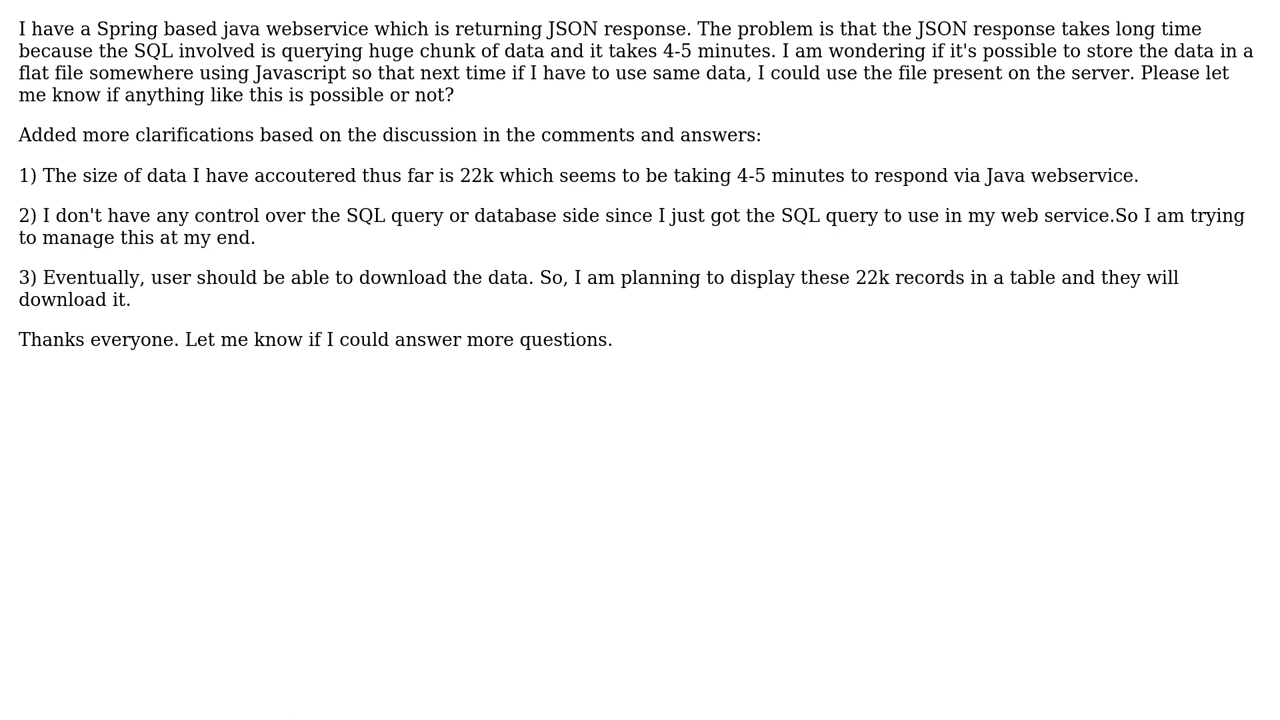 I have a Spring based java webservice which is returning JSON response. The problem is that the JSON response takes long time
because the SQL involved is querying huge chunk of data and it takes 4-5 minutes. I am wondering if it's possible to store the data in a
flat file somewhere using Javascript so that next time if I have to use same data, I could use the file present on the server. Please let
me know if anything like this is possible or not?
Added more clarifications based on the discussion in the comments and answers:
1) The size of data I have accoutered thus far is 22k which seems to be taking 4-5 minutes to respond via Java webservice.
2) I don't have any control over the SQL query or database side since I just got the SQL query to use in my web service.So I am trying
to manage this at my end.
3) Eventually, user should be able to download the data. So, I am planning to display these 22k records in a table and they will
download it.
Thanks everyone. Let me know if I could answer more questions.